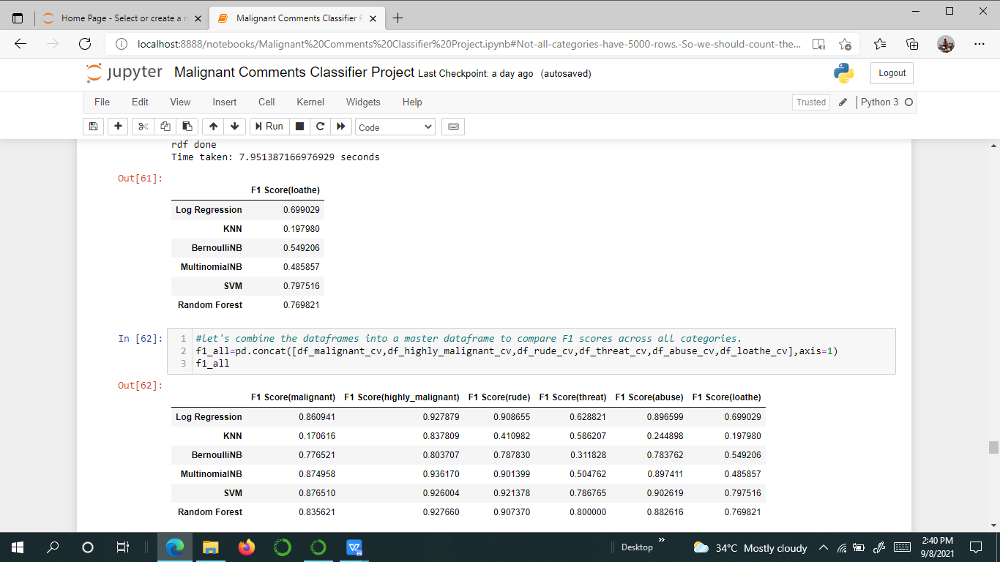 Home Page - Select or create a n
Malignant Comments Classifier P
localhost:8888/notebooks/Malignant%20Comments%20Classifier%20Project.ipynb#Not-all-categories-have-5000-rows,-So-we-should-count-the...
jupyter Malignant Comments Classifier Project Last Checkpoint: a day ago (autosaved)
Logout
File Edit View Insert Cell Kernel Widgets Help
Trusted Python 3
Run Code
rdf done
Time taken: 7.951387166976929 seconds
Out[61]:
F1 Score(loathe)
Log Regression 0.699029
KNN 0.197980
BernoulliNB 0.549206
MultinomialNB 0.485857
SVM 0.797516
Random Forest 0.769821
In [62]: 1 #let's combine the dataframes into a master dataframe to compare F1 scores across all categories.
2 f1_all=pd.concat([df_malignant_cv,df_highly_malignant_cv,df_rude_cv,df_threat_cv,df_abuse_cv,df_loathe_cv],axis=1)
3 f1_all
Out[62]:
F1 Score(malignant) F1 Score(highly_malignant) F1 Score(rude) F1 Score(threat) F1 Score(abuse) F1 Score(loathe)
Log Regression 0.860941 0.927879 0.908655 0.628821 0.896599 0.699029
KNN 0.170616 0.837809 0.410982 0.586207 0.244898 0.197980
BernoulliNB 0.776521 0.803707 0.787830 0.311828 0.783762 0.549206
MultinomialNB 0.874958 0.936170 0.901399 0.504762 0.897411 0.485857
SVM 0.876510 0.926004 0.921378 0.786765 0.902619 0.797516
Random Forest 0.835621 0.927660 0.907370 0.800000 0.882616 0.769821
Desktop
34°C Mostly cloudy
2:40 PM
9/8/2021